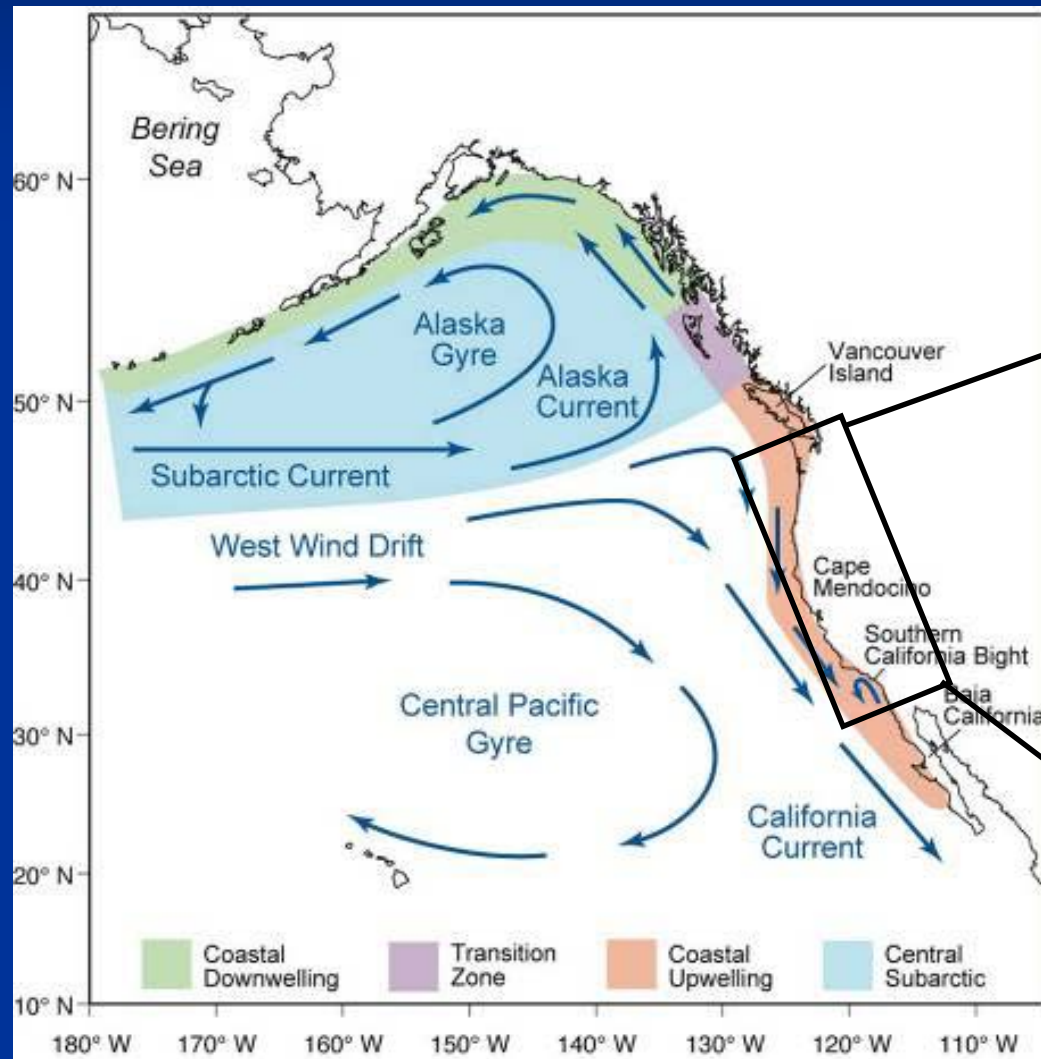 Bering
Sea
60° N
Alaska
Gyre
Alaska
Current
Vancouver
Island
50° N
Subarctic Current
West Wind Drift
40° N
Cape
Mendocino
Southern
California Bight
Baja
California
Central Pacific
Gyre
30° N
California
Current
20° N
Coastal
Downwelling
Transition
Zone
Coastal
Upwelling
Central
Subarctic
10° N
180° W 170° W 160° W 150° W 140° W 130° W 120° W 110° W